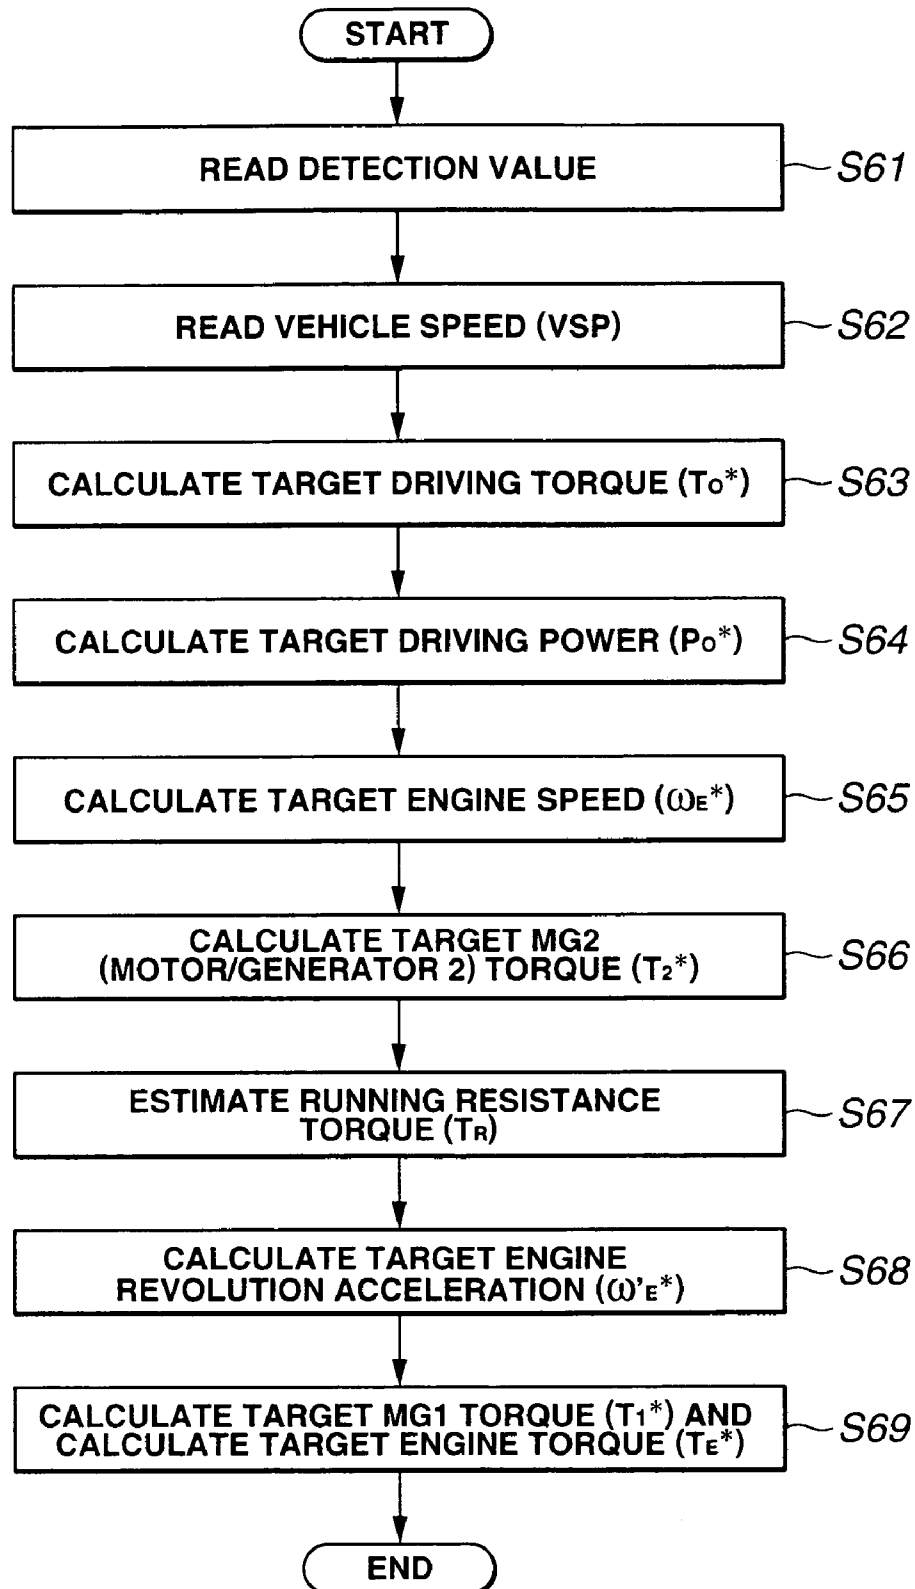 START
READ DETECTION VALUE
S61
READ VEHICLE SPEED (VSP)
S62
CALCULATE TARGET DRIVING TORQUE (TO*)
S63
CALCULATE TARGET DRIVING POWER (PO*)
S64
CALCULATE TARGET ENGINE SPEED (ωE*)
S65
CALCULATE TARGET MG2
(MOTOR/GENERATOR 2) TORQUE (T2*)
S66
ESTIMATE RUNNING RESISTANCE
TORQUE (TR)
S67
CALCULATE TARGET ENGINE
REVOLUTION ACCELERATION (ω'E*)
S68
CALCULATE TARGET MG1 TORQUE (T1*) AND
CALCULATE TARGET ENGINE TORQUE (TE*)
S69
END